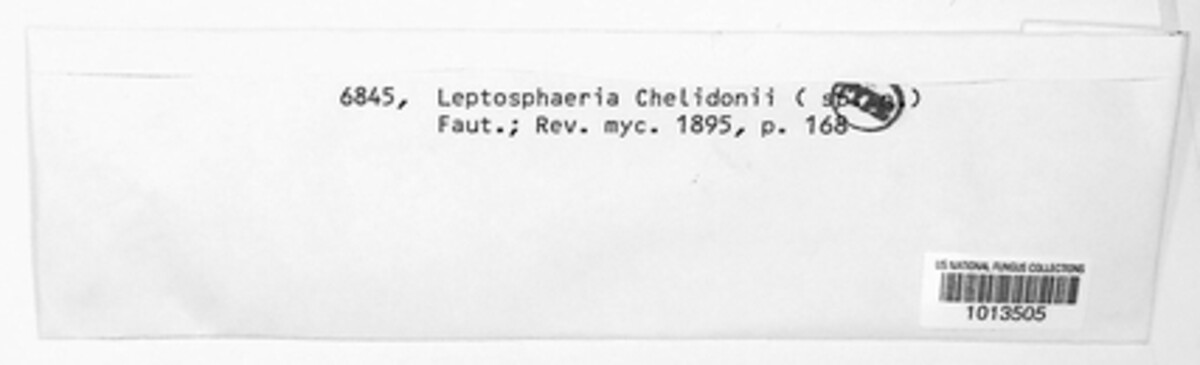 6845, Leptosphaeria Chelidonii ( )
Faut.; Rev. myc. 1895, p. 168
US NATIONAL FUNGUS COLLECTIONS
1013505